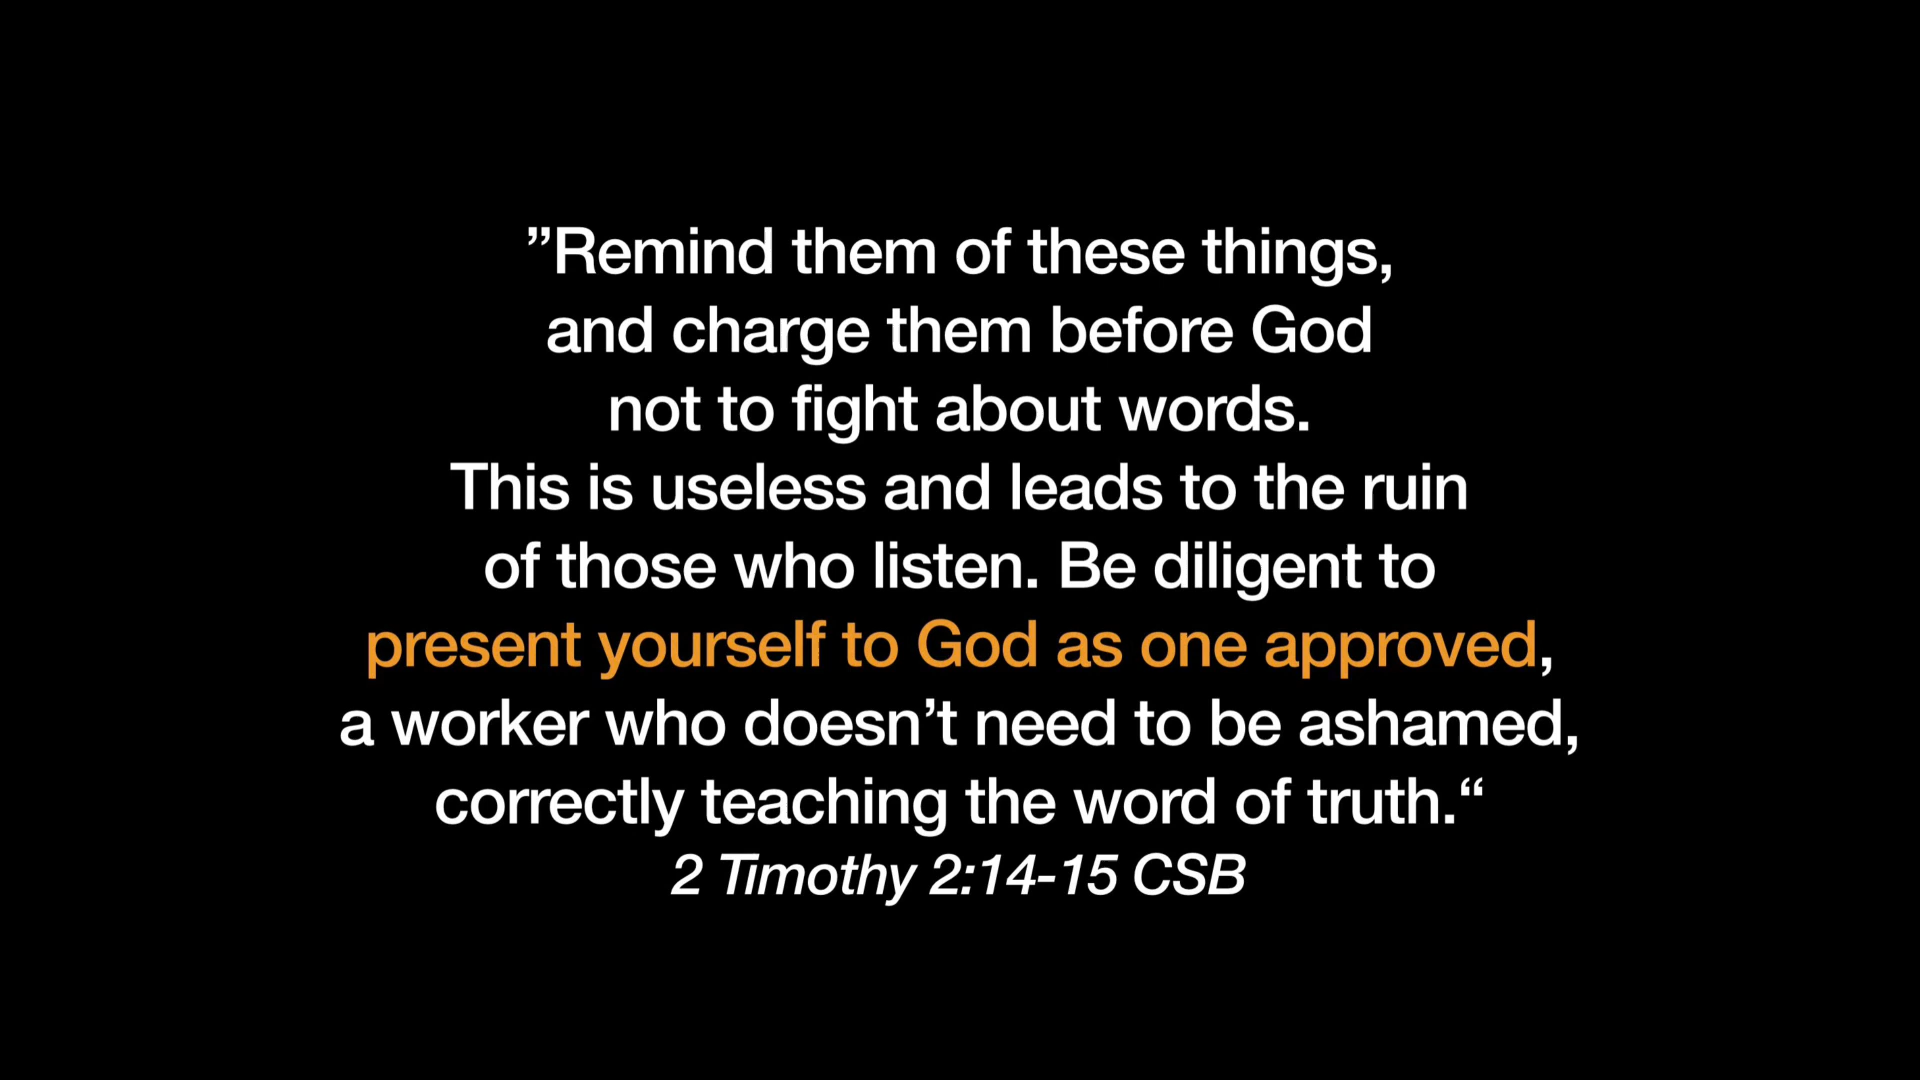 ”Remind them of these things,
and charge them before God
not to fight about words.
This is useless and leads to the ruin
of those who listen. Be diligent to
present yourself to God as one approved,
a worker who doesn’t need to be ashamed,
correctly teaching the word of truth.“
2 Timothy 2:14-15 CSB